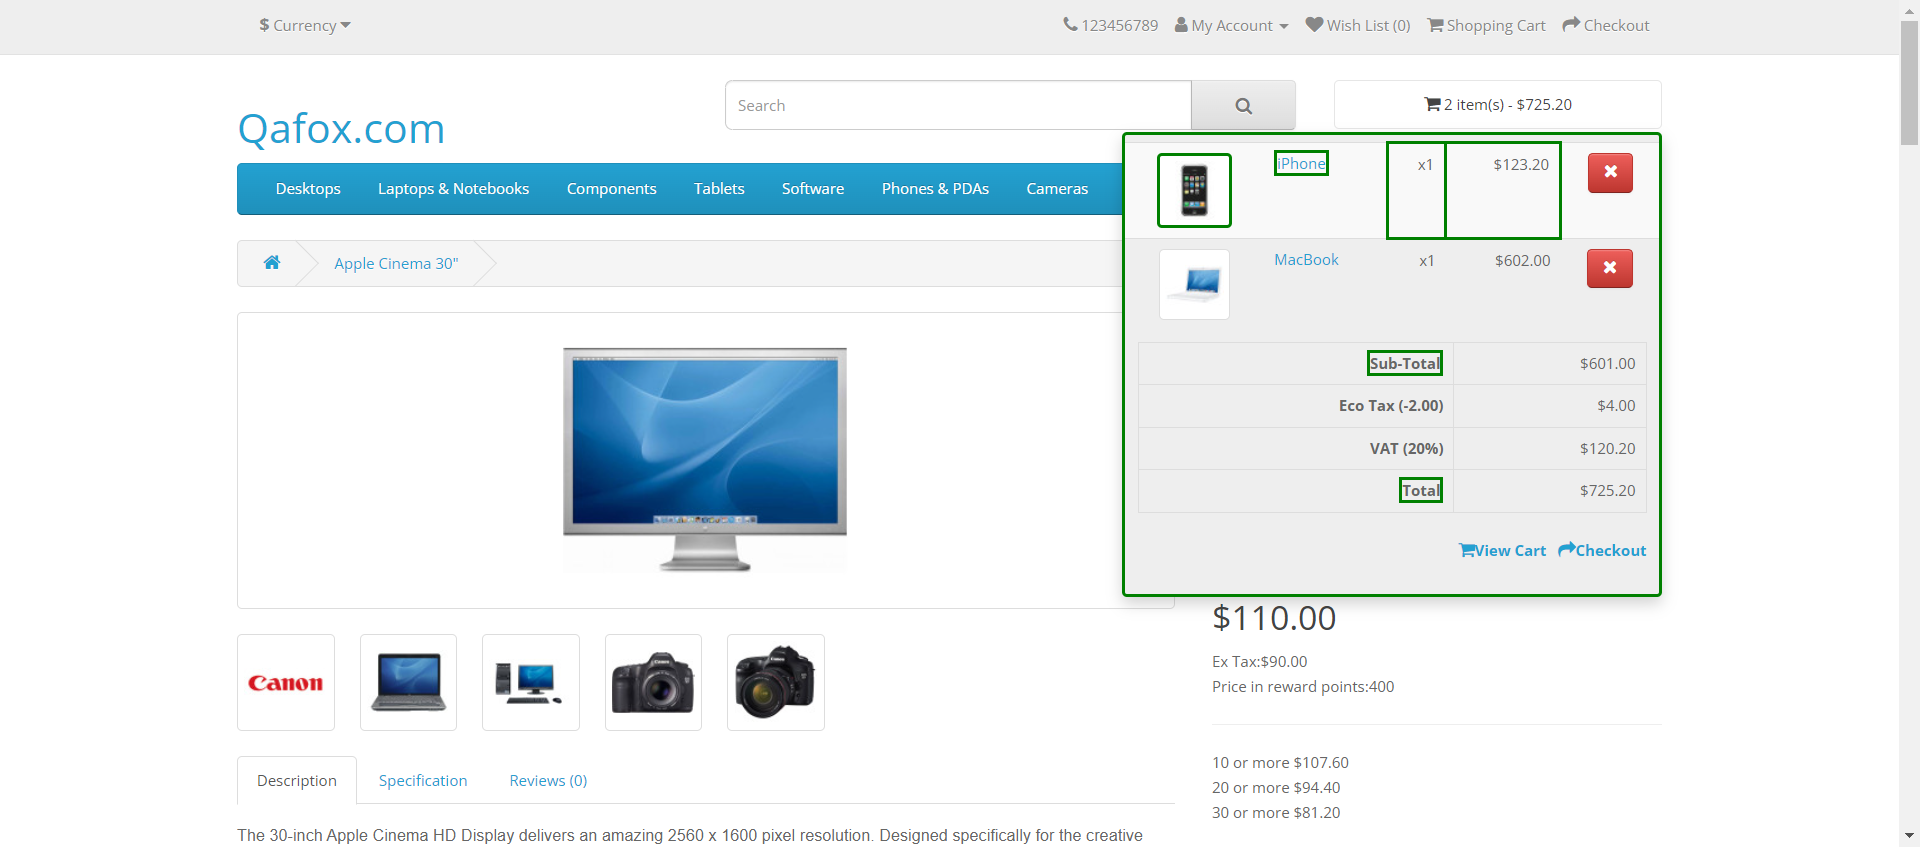 $ Currency
123456789 My Account Wish List (0) Shopping Cart Checkout
Qafox.com
Search
2 item(s) - $725.20
Desktops Laptops & Notebooks Components Tablets Software Phones & PDAs Cameras
iPhone x1 $123.20
MacBook x1 $602.00
Sub-Total $601.00
Eco Tax (-2.00) $4.00
VAT (20%) $120.20
Total $725.20
View Cart Checkout
Apple Cinema 30"
$110.00
Ex Tax:$90.00
Price in reward points:400
10 or more $107.60
20 or more $94.40
30 or more $81.20
Canon
Description Specification Reviews (0)
The 30-inch Apple Cinema HD Display delivers an amazing 2560 x 1600 pixel resolution. Designed specifically for the creative